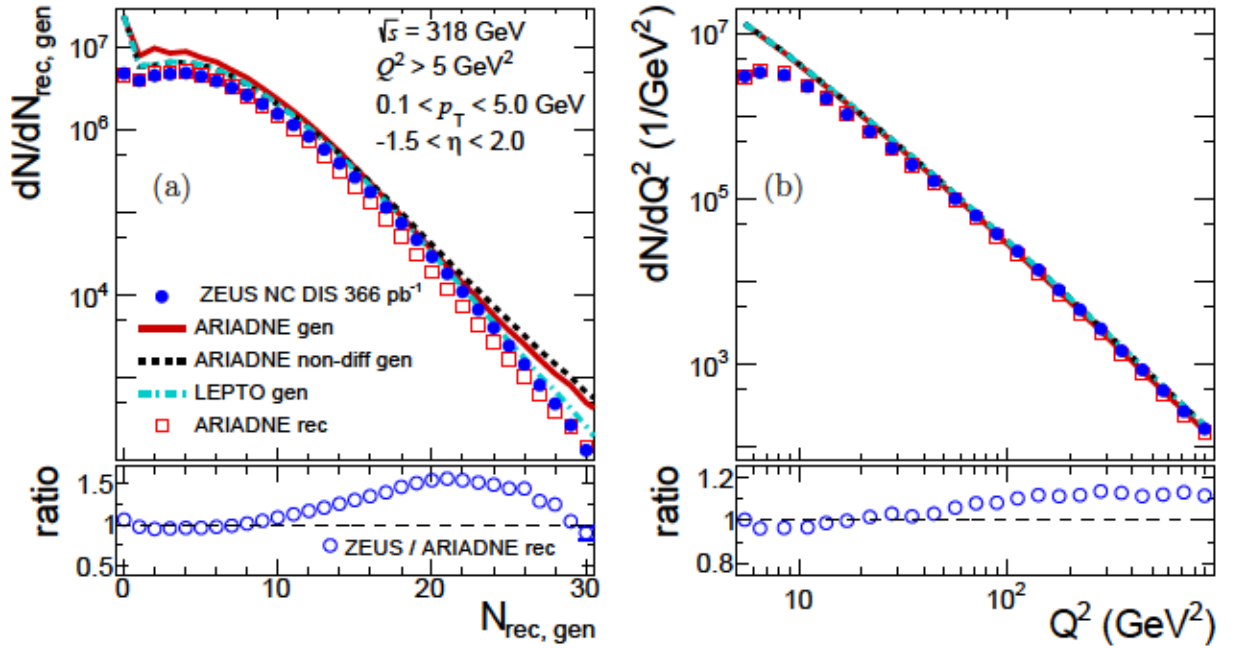 dN/dN_rec, gen
10^7
10^6
10^4
√s = 318 GeV
Q^2 > 5 GeV^2
0.1 < p_T < 5.0 GeV
-1.5 < η < 2.0
(a)
ZEUS NC DIS 366 pb^-1
ARIADNE gen
ARIADNE non-diff gen
LEPTO gen
ARIADNE rec
ratio
1.5
1
0.5
ZEUS / ARIADNE rec
0 10 20 30
N_rec, gen
dN/dQ^2 (1/GeV^2)
10^7
10^5
10^3
(b)
ratio
1.2
1
0.8
10 10^2
Q^2 (GeV^2)